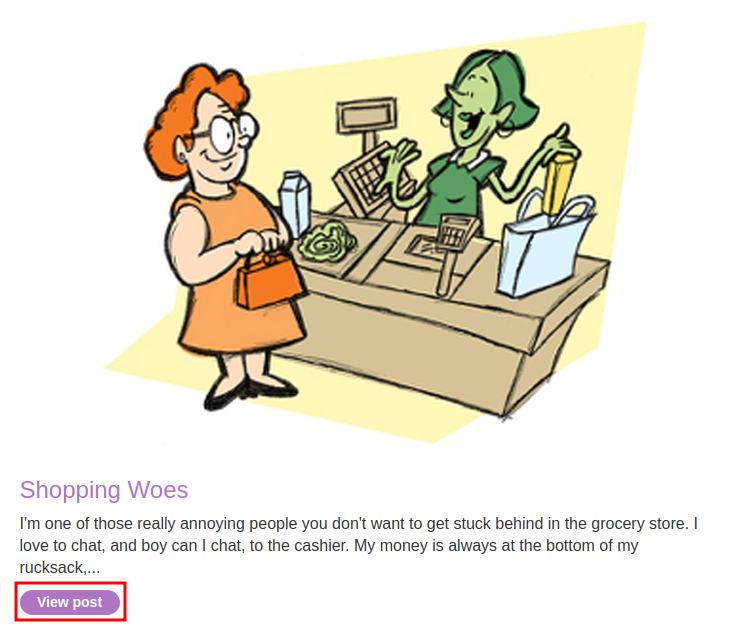 Shopping Woes
I'm one of those really annoying people you don't want to get stuck behind in the grocery store. I
love to chat, and boy can I chat, to the cashier. My money is always at the bottom of my
rucksack,...
View post